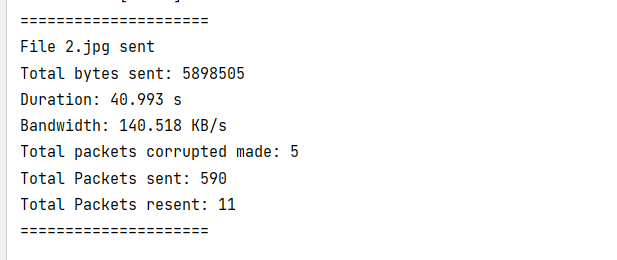 =====================
File 2.jpg sent
Total bytes sent: 5898505
Duration: 40.993 s
Bandwidth: 140.518 KB/s
Total packets corrupted made: 5
Total Packets sent: 590
Total Packets resent: 11
=====================